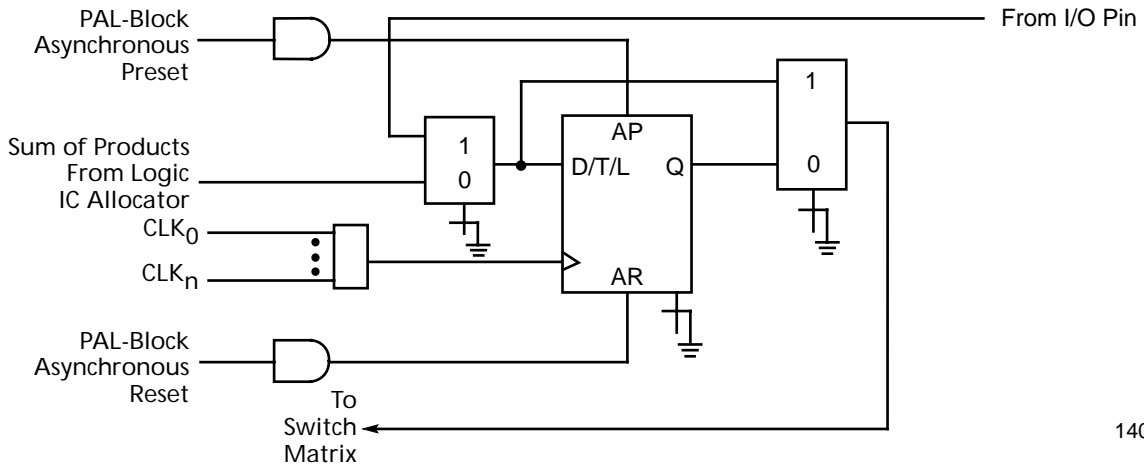 PAL-Block
Asynchronous
Preset
From I/O Pin
1
0
Sum of Products
From Logic
IC Allocator
1
0
AP
D/T/L Q
AR
CLK0
CLKn
PAL-Block
Asynchronous
Reset
To
Switch
Matrix
140